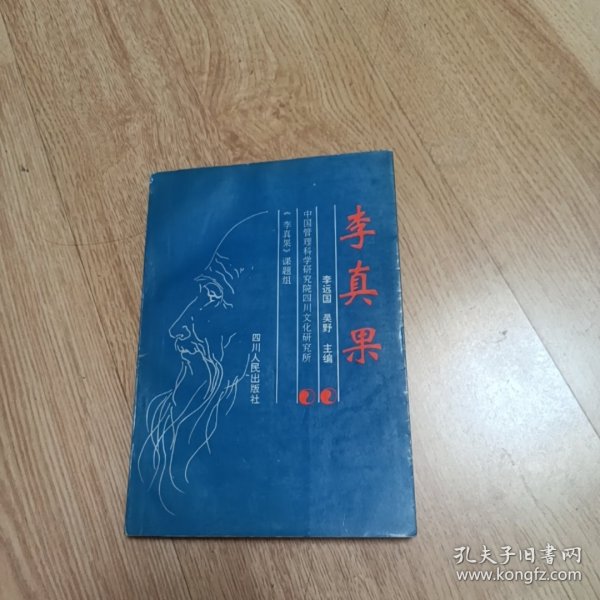 李真果
李远国 吴野 主编
中国管理科学研究院四川文化研究所
《李真果》课题组
四川人民出版社
孔夫子旧书网
www.kongfz.com